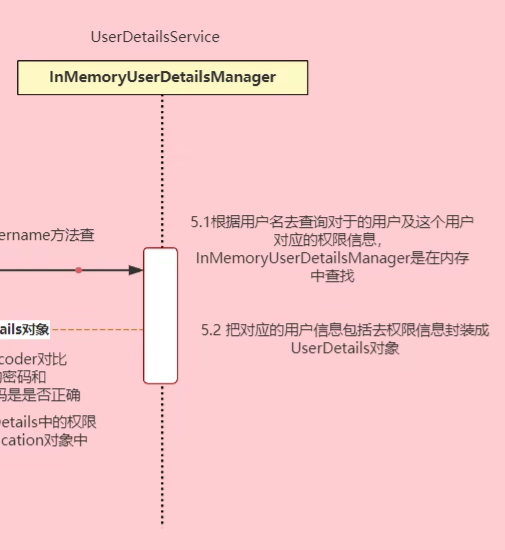 UserDetailsService
InMemoryUserDetailsManager
5.1根据用户名去查询对于的用户及这个用户
对应的权限信息，
InMemoryUserDetailsManager是在内存
中查找
ername方法查
5.2 把对应的用户信息包括去权限信息封装成
UserDetails对象
ails对象
coder对比
的密码和
码是是否正确
etails中的权限
cation对象中